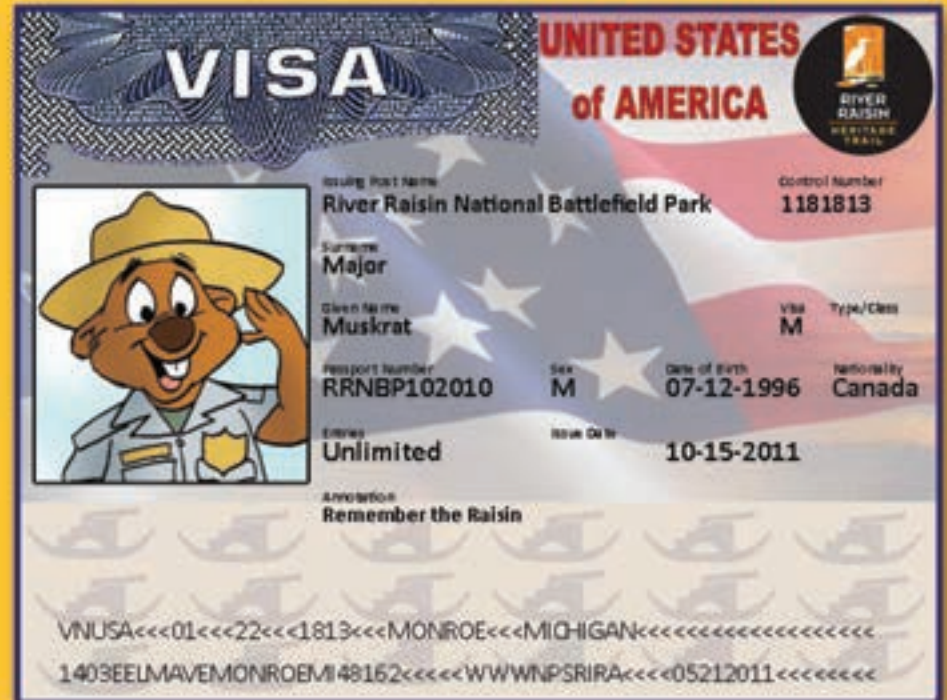 VISA
UNITED STATES
of AMERICA
RIVER
RAISIN
HERITAGE
TRAIL
Issuing Post Name Control Number
River Raisin National Battlefield Park 1181813
Surname
Major
Given Name Visa Type/Class
Muskrat M
Passport Number Sex Date of Birth Nationality
RRNBP102010 M 07-12-1996 Canada
Entries Issue Date
Unlimited 10-15-2011
Annotation
Remember the Raisin
VNUSA<<<01<<<22<<<1813<<<MONROE<<<MICHIGAN<<<<<<<<<<<<<<<<<<<
1403EELMAVEMONROEMI48162<<<<<WWWNPSRIRA<<<<05212011<<<<<<<<